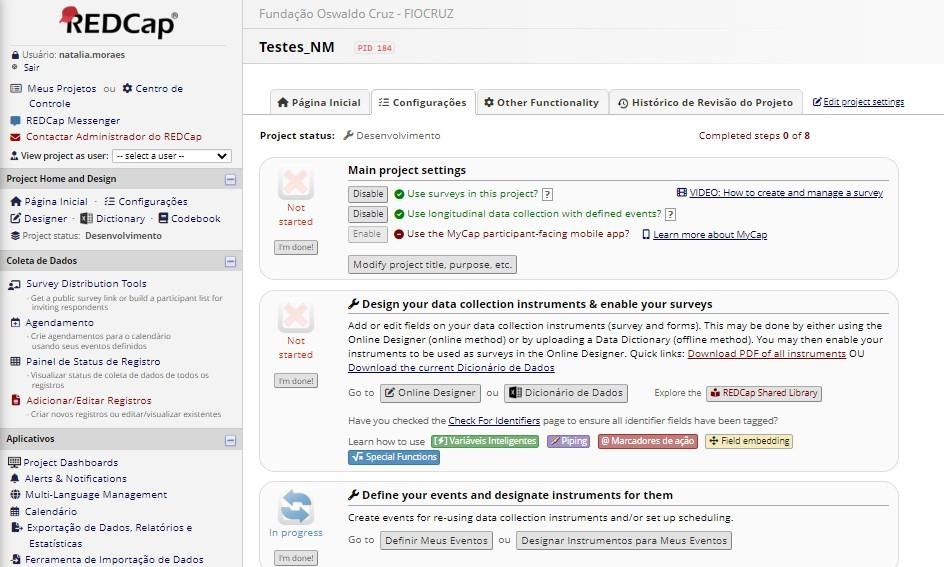 REDCap®
Usuário: natalia.moraes
Sair
Meus Projetos ou Centro de
Controle
REDCap Messenger
Contactar Administrador do REDCap
View project as user: -- select a user --
Project Home and Design
Página Inicial · Configurações
Designer · Dictionary · Codebook
Project status: Desenvolvimento
Coleta de Dados
Survey Distribution Tools
- Get a public survey link or build a participant list for
inviting respondents
Agendamento
- Crie agendamentos para o calendário
usando seus eventos definidos
Painel de Status de Registro
- Visualizar status de coleta de dados de todos os
registros
Adicionar/Editar Registros
- Criar novos registros ou editar/visualizar existentes
Aplicativos
Project Dashboards
Alerts & Notifications
Multi-Language Management
Calendário
Exportação de Dados, Relatórios e
Estatísticas
Ferramenta de Importação de Dados
Fundação Oswaldo Cruz - FIOCRUZ
Testes_NM PID 184
Página Inicial Configurações Other Functionality Histórico de Revisão do Projeto Edit project settings
Project status: Desenvolvimento Completed steps 0 of 8
Not
started
I'm done!
Main project settings
Disable Use surveys in this project? ? VIDEO: How to create and manage a survey
Disable Use longitudinal data collection with defined events? ?
Enable Use the MyCap participant-facing mobile app? Learn more about MyCap
Modify project title, purpose, etc.
Not
started
I'm done!
Design your data collection instruments & enable your surveys
Add or edit fields on your data collection instruments (survey and forms). This may be done by either using the
Online Designer (online method) or by uploading a Data Dictionary (offline method). You may then enable your
instruments to be used as surveys in the Online Designer. Quick links: Download PDF of all instruments OU
Download the current Dicionário de Dados
Go to Online Designer ou Dicionário de Dados Explore the REDCap Shared Library
Have you checked the Check For Identifiers page to ensure all identifier fields have been tagged?
Learn how to use [⚡] Variáveis Inteligentes Piping @ Marcadores de ação Field embedding
√x Special Functions
In progress
I'm done!
Define your events and designate instruments for them
Create events for re-using data collection instruments and/or set up scheduling.
Go to Definir Meus Eventos ou Designar Instrumentos para Meus Eventos